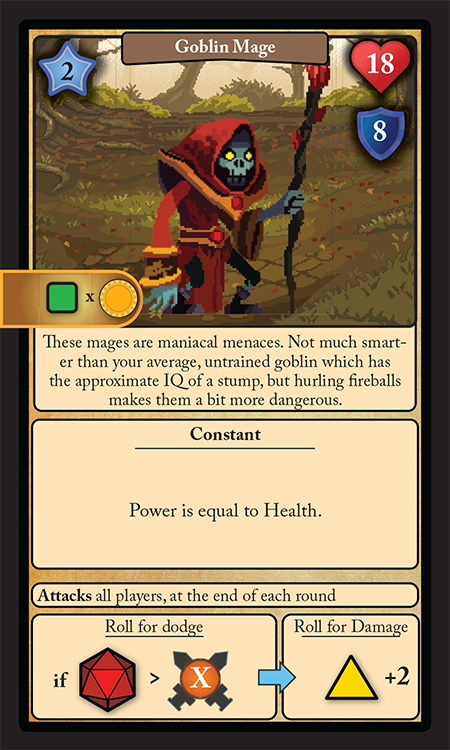 Goblin Mage
2
18
8
x
These mages are maniacal menaces. Not much smart-
er than your average, untrained goblin which has
the approximate IQ of a stump, but hurling fireballs
makes them a bit more dangerous.
Constant
Power is equal to Health.
Attacks all players, at the end of each round
Roll for dodge
Roll for Damage
if > X
+2